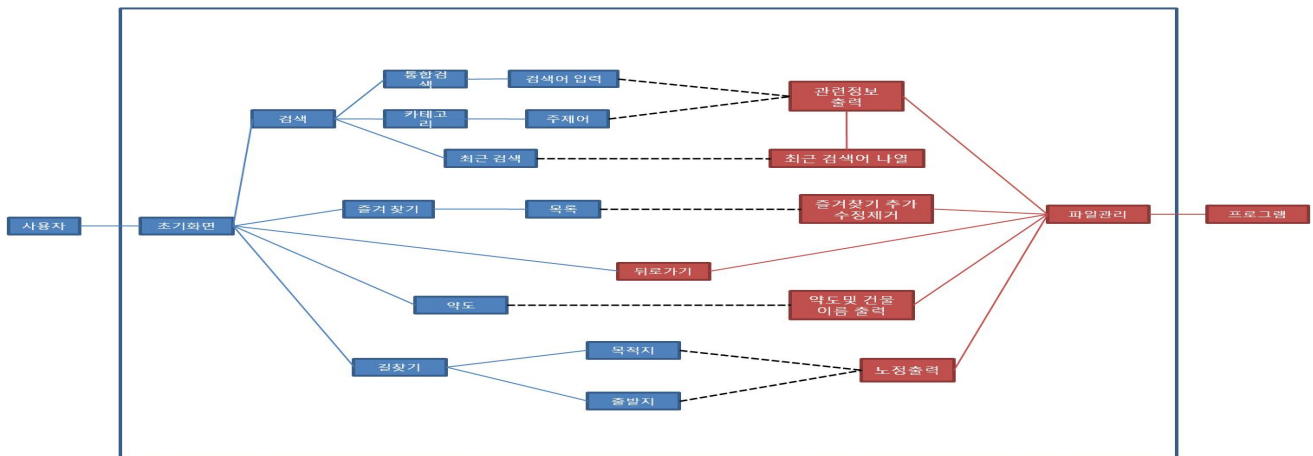 통합검
색
검색어 입력
관련정보
출력
검색
카테고
리
주제어
최근 검색
최근 검색어 나열
즐겨 찾기
목록
즐겨찾기 추가
수정제거
사용자
초기화면
파일관리
프로그램
뒤로가기
약도
약도및 건물
이름 출력
길찾기
목적지
노정출력
출발지